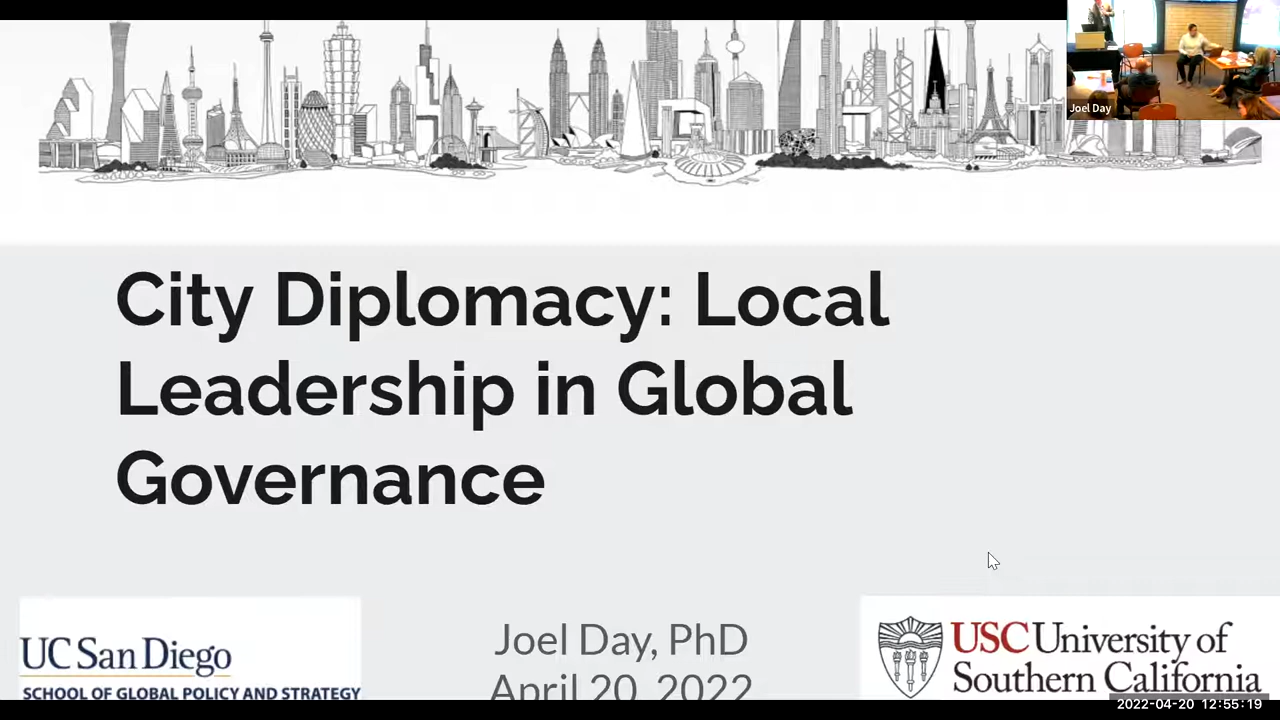 Joel Day
City Diplomacy: Local
Leadership in Global
Governance
UC San Diego
SCHOOL OF GLOBAL POLICY AND STRATEGY
Joel Day, PhD
April 20, 2022
USC University of
Southern California
2022-04-20 12:55:19